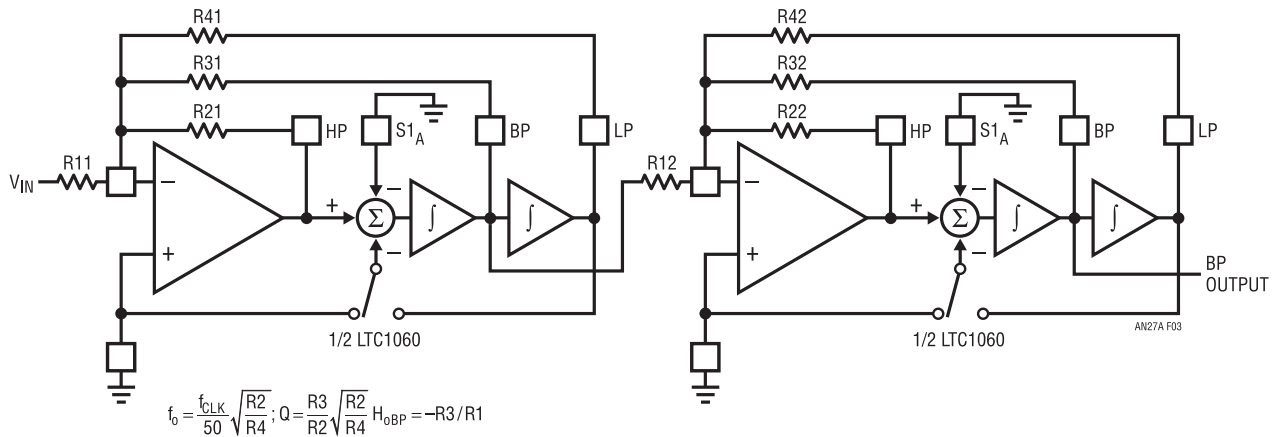 R41
R31
R21
HP
S1A
BP
LP
R11
VIN
−
+
+
−
Σ
−
∫
∫
1/2 LTC1060
R42
R32
R22
HP
S1A
BP
LP
R12
−
+
+
−
Σ
−
∫
∫
1/2 LTC1060
BP
OUTPUT
AN27A F03
fo = fCLK/50 √(R2/R4) ; Q = R3/R2 √(R2/R4) HoBP = −R3/R1